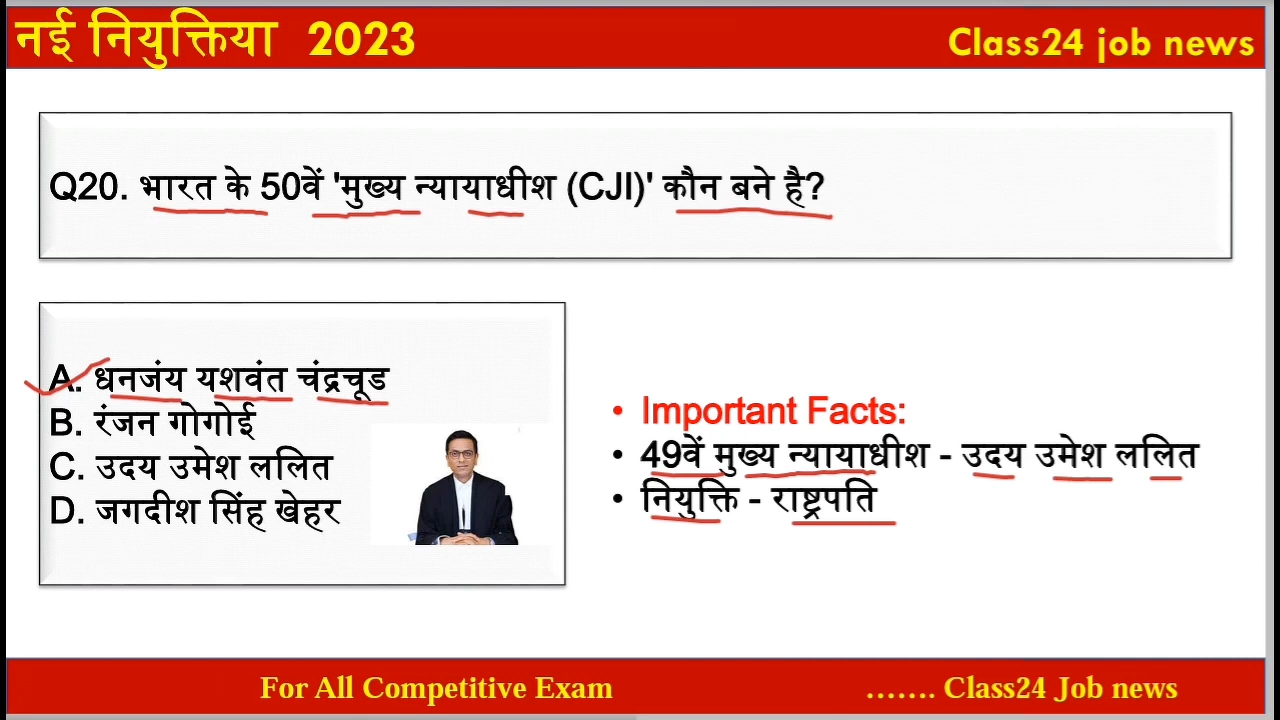 नई नियुक्तिया 2023
Class24 job news
Q20. भारत के 50वें 'मुख्य न्यायाधीश (CJI)' कौन बने है?
A. धनजंय यशवंत चंद्रचूड
B. रंजन गोगोई
C. उदय उमेश ललित
D. जगदीश सिंह खेहर
• Important Facts:
• 49वें मुख्य न्यायाधीश - उदय उमेश ललित
• नियुक्ति - राष्ट्रपति
For All Competitive Exam
....... Class24 Job news